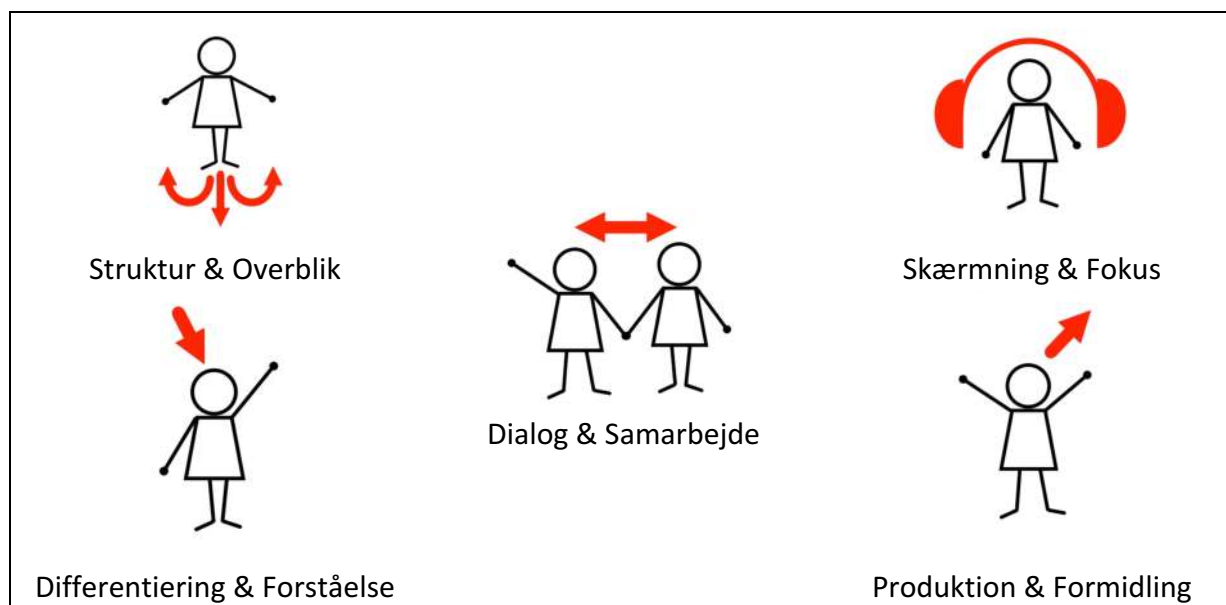 Struktur & Overblik
Skærmning & Fokus
Dialog & Samarbejde
Differentiering & Forståelse
Produktion & Formidling